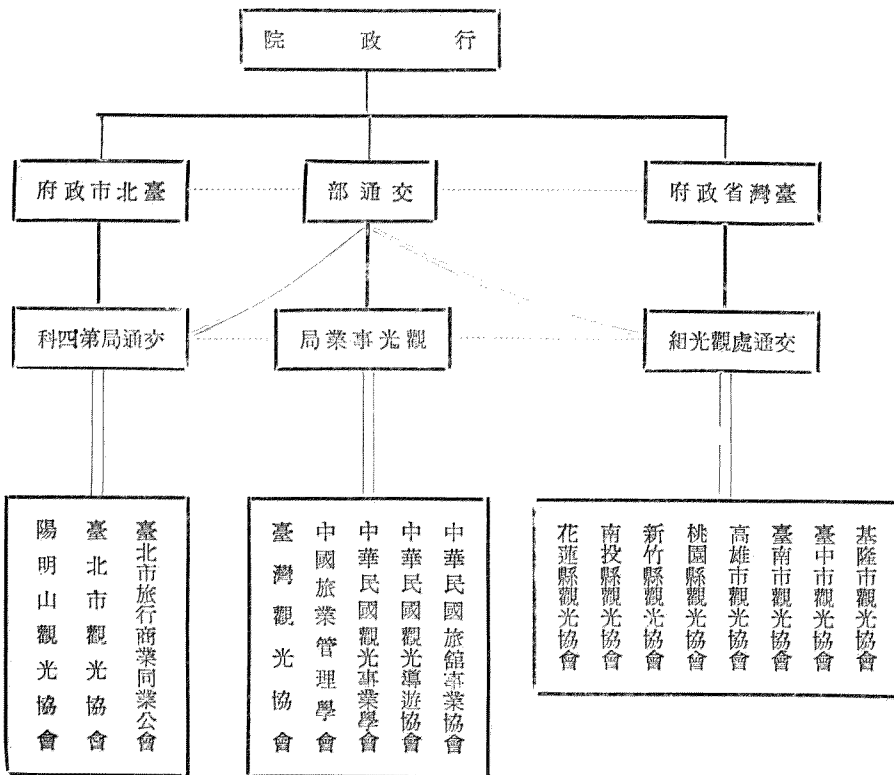 行政院
臺灣省政府
交通部
臺北市政府
交通處觀光組
觀光事業局
交通局第四科
基隆市觀光協會
臺中市觀光協會
臺南市觀光協會
高雄市觀光協會
桃園縣觀光協會
新竹縣觀光協會
南投縣觀光協會
花蓮縣觀光協會
中華民國旅舘事業協會
中華民國觀光導遊協會
中華民國觀光事業學會
中國旅業管理學會
臺灣觀光協會
臺北市旅行商業同業公會
臺北市觀光協會
陽明山觀光協會